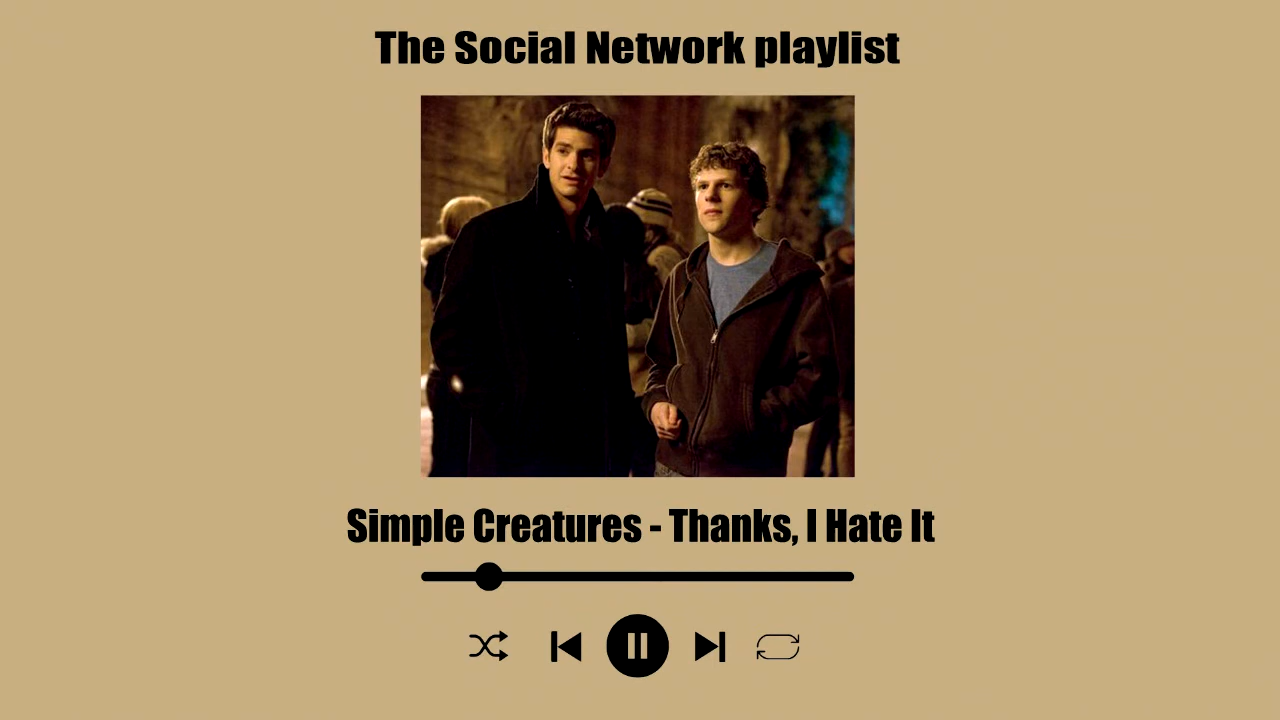 The Social Network playlist
Simple Creatures - Thanks, I Hate It